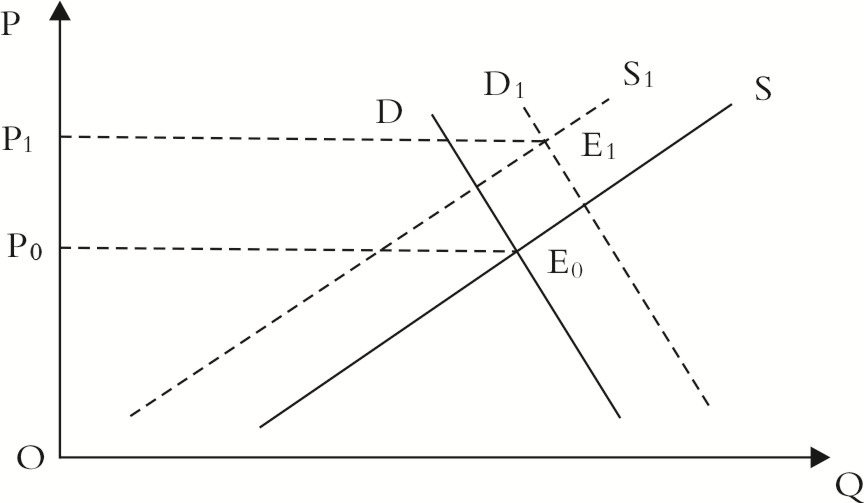 P
D
D₁
S₁
S
P₁
E₁
P₀
E₀
O
Q